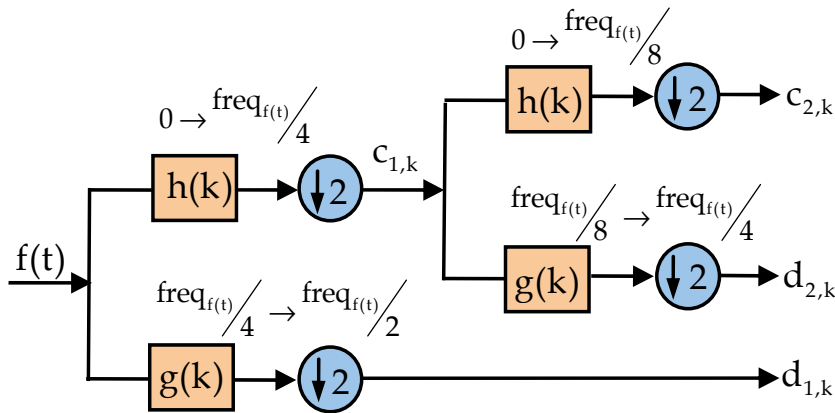 0 → freq_f(t)/8
h(k)
↓2
c_2,k
0 → freq_f(t)/4
h(k)
↓2
c_1,k
freq_f(t)/8 → freq_f(t)/4
g(k)
↓2
d_2,k
f(t)
freq_f(t)/4 → freq_f(t)/2
g(k)
↓2
d_1,k